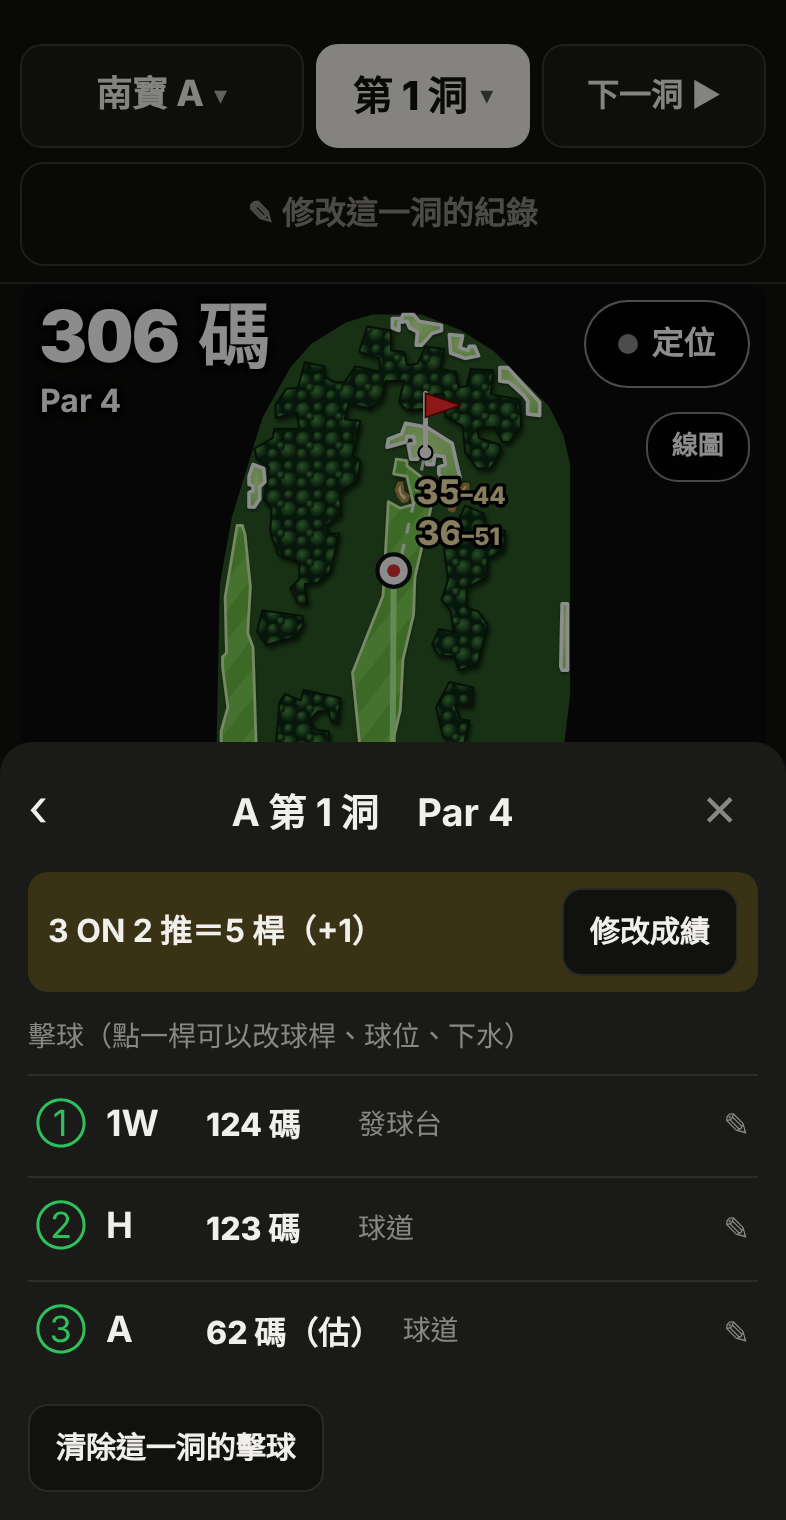 南寶 A ▾
第 1 洞 ▾
下一洞 ▶
✎ 修改這一洞的紀錄
306 碼
Par 4
定位
線圖
35–44
36–51
‹ A 第 1 洞 Par 4 ✕
3 ON 2 推＝5 桿（+1）
修改成績
擊球（點一桿可以改球桿、球位、下水）
① 1W 124 碼 發球台 ✎
② H 123 碼 球道 ✎
③ A 62 碼（估） 球道 ✎
清除這一洞的擊球